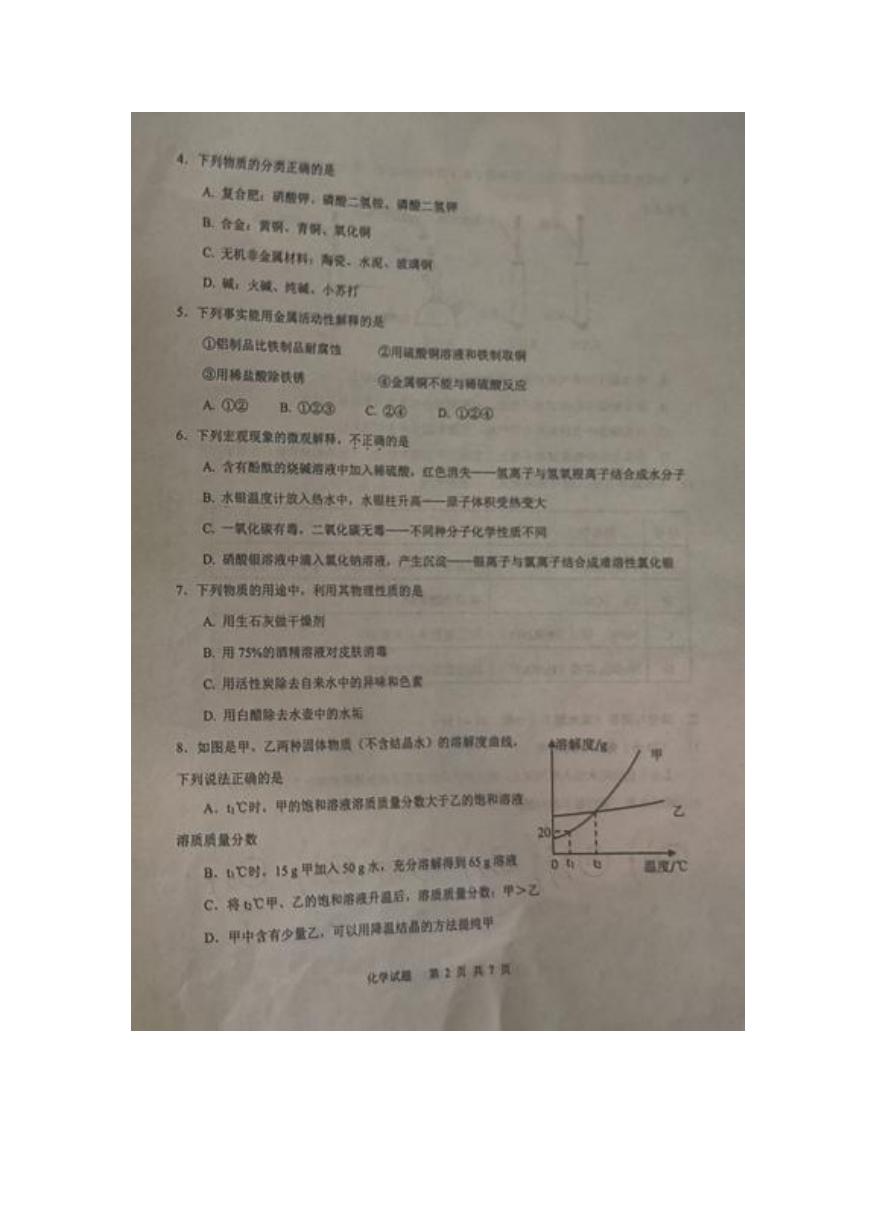 4. 下列物质的分类正确的是
A. 复合肥：硝酸钾、磷酸二氢铵、磷酸二氢钾
B. 合金：黄铜、青铜、氧化铜
C. 无机非金属材料：陶瓷、水泥、玻璃钢
D. 碱：火碱、纯碱、小苏打
5. 下列事实能用金属活动性解释的是
①铝制品比铁制品耐腐蚀 ②用硫酸铜溶液和铁制取铜
③用稀盐酸除铁锈 ④金属铜不能与稀硫酸反应
A. ①② B. ①②③ C. ②④ D. ①②④
6. 下列宏观现象的微观解释，不正确的是
A. 含有酚酞的烧碱溶液中加入稀硫酸，红色消失——氢离子与氢氧根离子结合成水分子
B. 水银温度计放入热水中，水银柱升高——原子体积受热变大
C. 一氧化碳有毒，二氧化碳无毒——不同种分子化学性质不同
D. 硝酸银溶液中滴入氯化钠溶液，产生沉淀——银离子与氯离子结合成难溶性氯化银
7. 下列物质的用途中，利用其物理性质的是
A. 用生石灰做干燥剂
B. 用 75%的酒精溶液对皮肤消毒
C. 用活性炭除去自来水中的异味和色素
D. 用白醋除去水壶中的水垢
8. 如图是甲、乙两种固体物质（不含结晶水）的溶解度曲线，
下列说法正确的是
A. t₁℃时，甲的饱和溶液溶质质量分数大于乙的饱和溶液
溶质质量分数
B. t₁℃时，15 g 甲加入 50 g 水，充分溶解得到 65 g 溶液
C. 将 t₂℃甲、乙的饱和溶液升温后，溶质质量分数：甲＞乙
D. 甲中含有少量乙，可以用降温结晶的方法提纯甲
溶解度/g
甲
乙
20
0 t₁ t₂ 温度/℃
化学试题 第 2 页 共 7 页